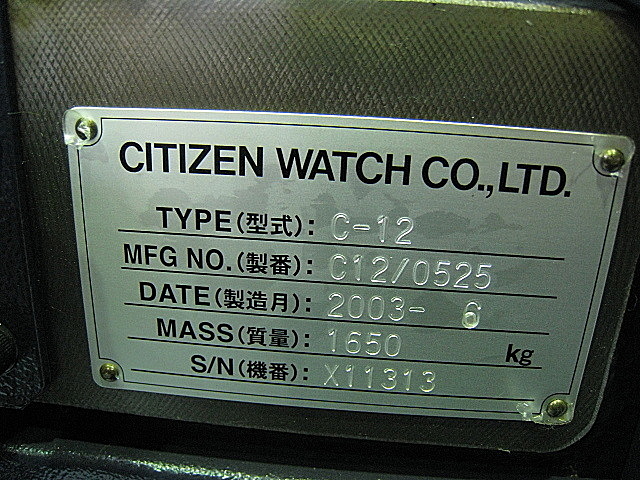 CITIZEN WATCH CO.,LTD.
TYPE(型式): C-12
MFG NO.(製番): C12/0525
DATE(製造月): 2003- 6
MASS(質量): 1650 kg
S/N(機番): X11313